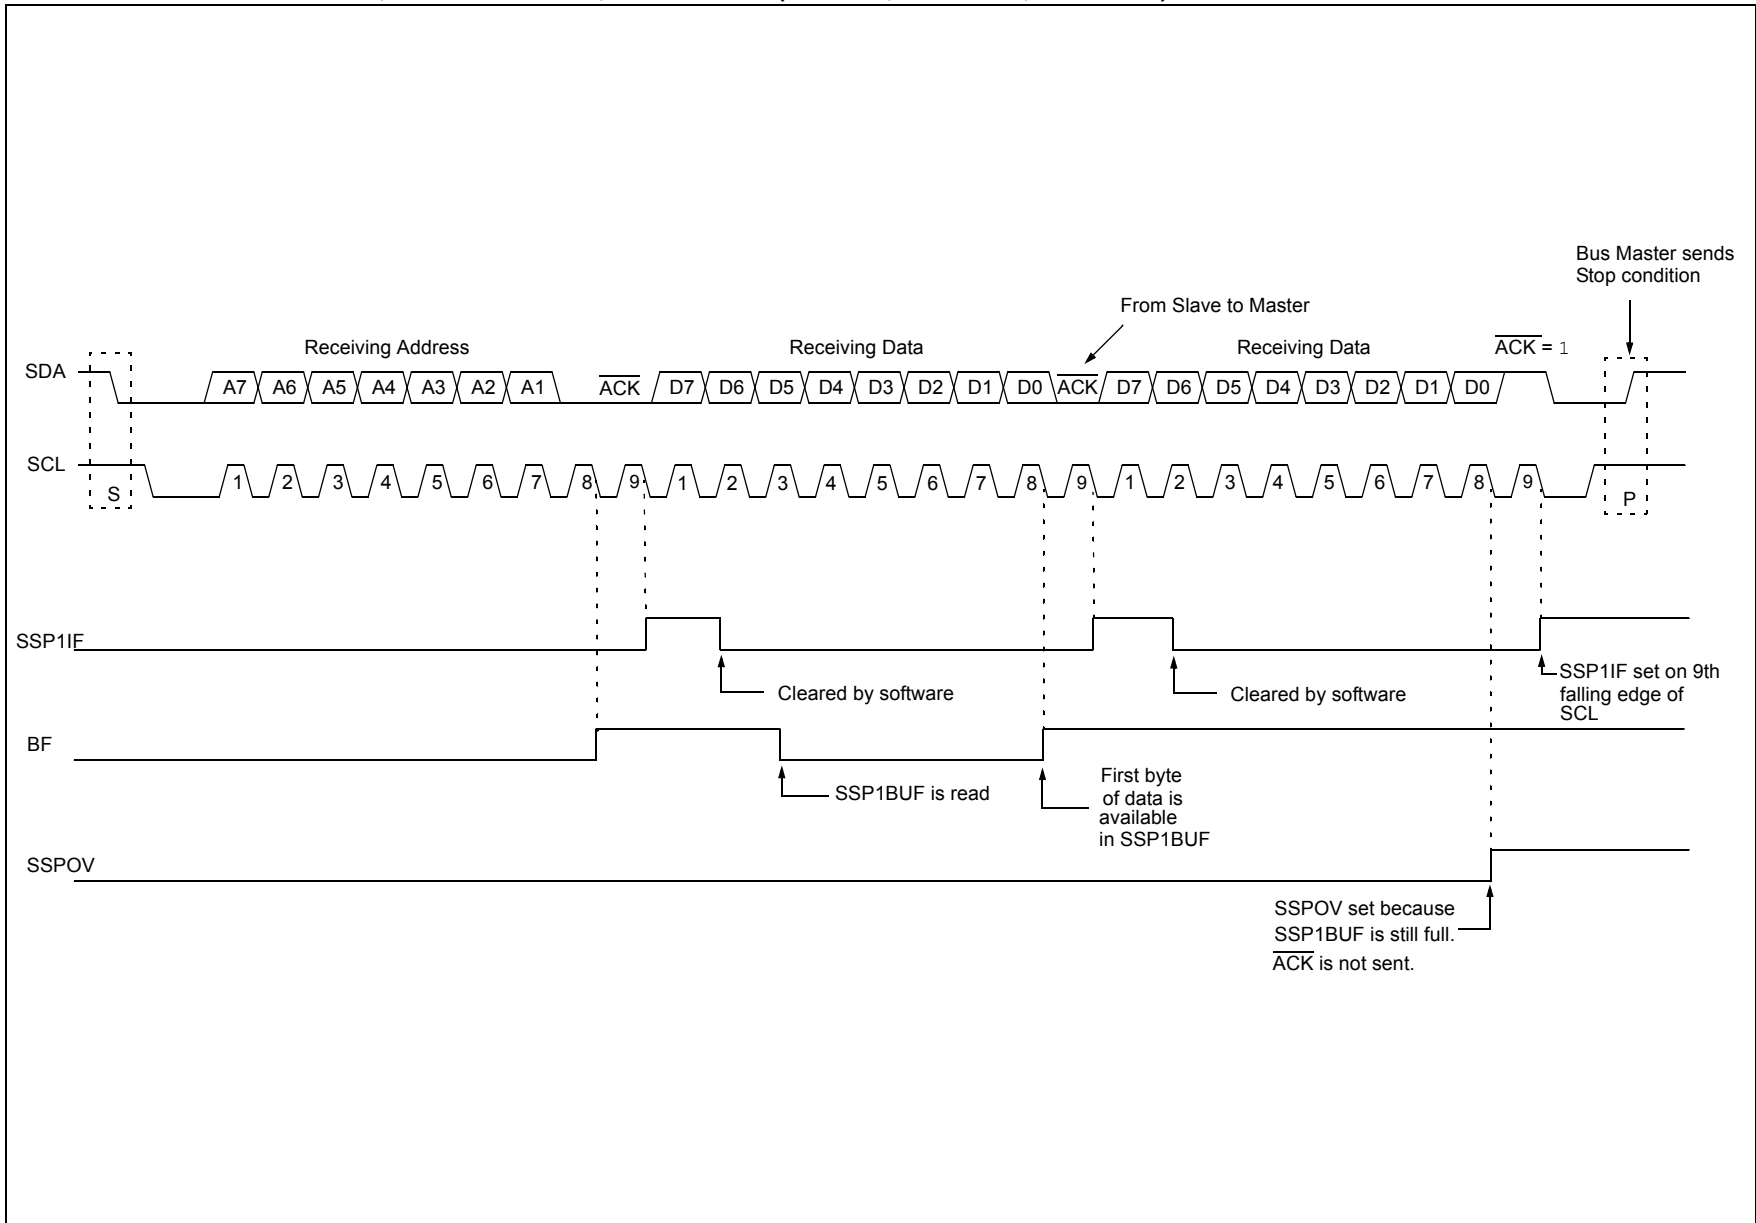 Bus Master sends
Stop condition
From Slave to Master
Receiving Address
Receiving Data
Receiving Data
ACK = 1
SDA
A7 A6 A5 A4 A3 A2 A1 ACK D7 D6 D5 D4 D3 D2 D1 D0 ACK D7 D6 D5 D4 D3 D2 D1 D0
SCL
S 1 2 3 4 5 6 7 8 9 1 2 3 4 5 6 7 8 9 1 2 3 4 5 6 7 8 9 P
SSP1IF
Cleared by software
Cleared by software
SSP1IF set on 9th
falling edge of
SCL
BF
SSP1BUF is read
First byte
of data is
available
in SSP1BUF
SSPOV
SSPOV set because
SSP1BUF is still full.
ACK is not sent.